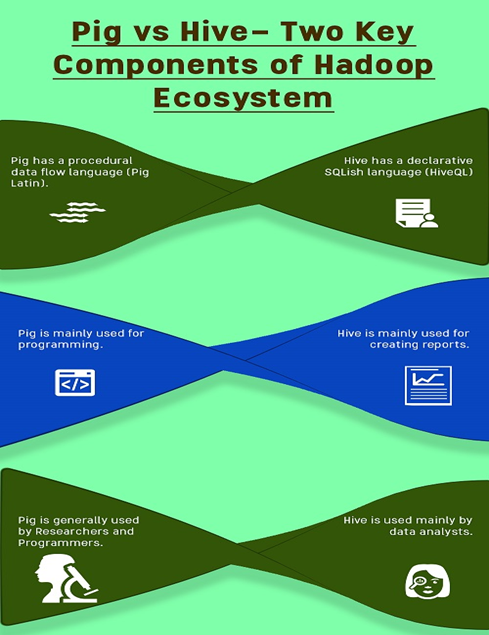 Pig vs Hive– Two Key
Components of Hadoop
Ecosystem
Pig has a procedural
data flow language (Pig
Latin).
Hive has a declarative
SQLish language (HiveQL)
Pig is mainly used for
programming.
Hive is mainly used for
creating reports.
</>
Pig is generally used
by Researchers and
Programmers.
Hive is used mainly by
data analysts.